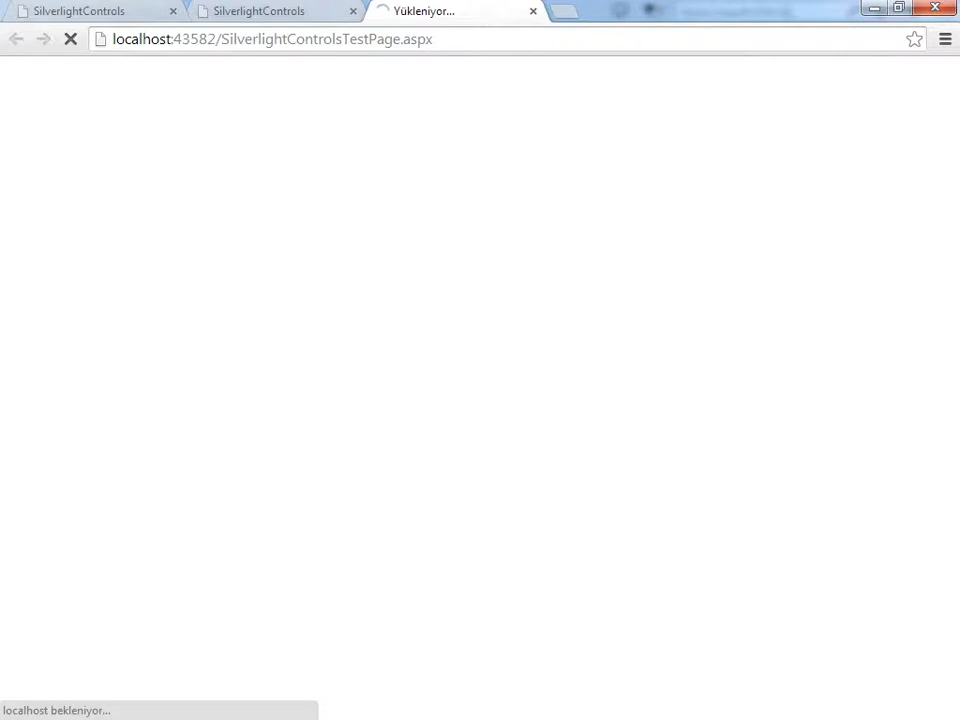 SilverlightControls
SilverlightControls
Yükleniyor...
localhost:43582/SilverlightControlsTestPage.aspx
localhost bekleniyor...